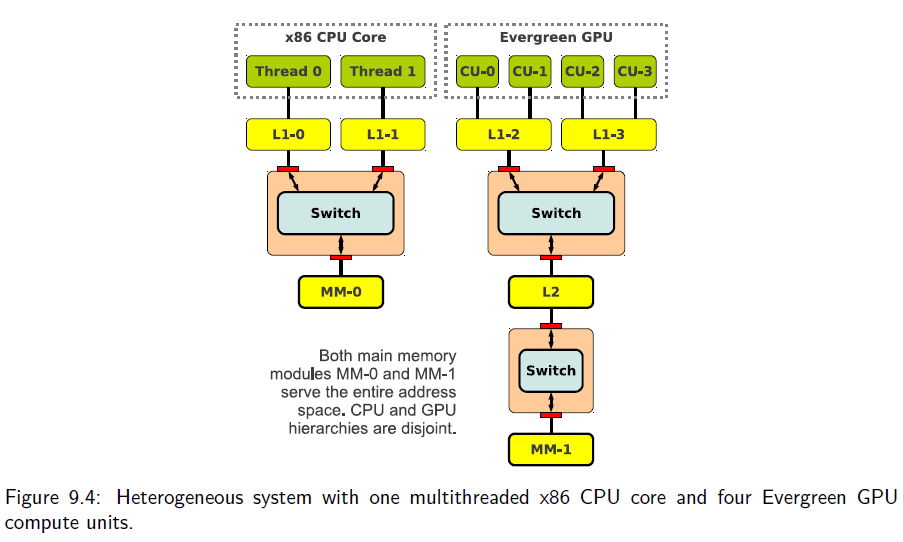 x86 CPU Core
Evergreen GPU
Thread 0
Thread 1
CU-0
CU-1
CU-2
CU-3
L1-0
L1-1
L1-2
L1-3
Switch
Switch
MM-0
L2
Both main memory
modules MM-0 and MM-1
serve the entire address
space. CPU and GPU
hierarchies are disjoint.
Switch
MM-1
Figure 9.4: Heterogeneous system with one multithreaded x86 CPU core and four Evergreen GPU
compute units.